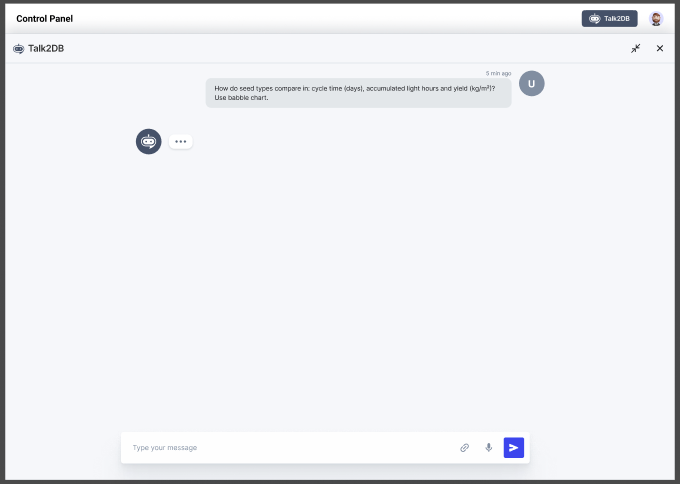 Control Panel
Talk2DB
Talk2DB
5 min ago
How do seed types compare in: cycle time (days), accumulated light hours and yield (kg/m²)?
Use babble chart.
U
Type your message